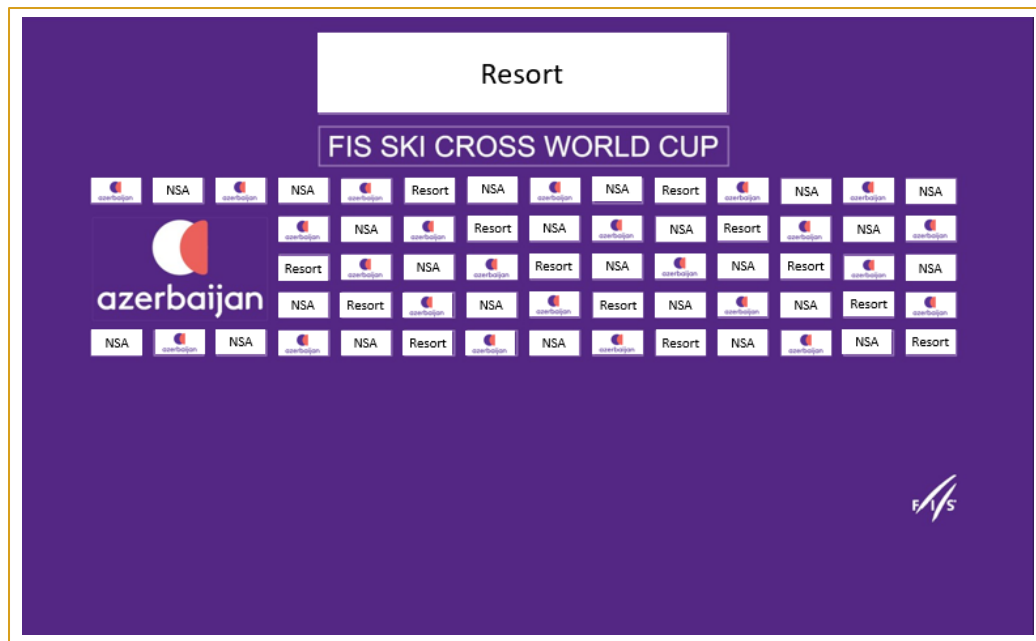 Resort
FIS SKI CROSS WORLD CUP
azerbaijan NSA azerbaijan NSA azerbaijan Resort NSA azerbaijan NSA Resort azerbaijan NSA azerbaijan NSA
azerbaijan NSA azerbaijan Resort NSA azerbaijan NSA Resort azerbaijan NSA azerbaijan
Resort azerbaijan NSA azerbaijan Resort NSA azerbaijan NSA Resort azerbaijan NSA
azerbaijan
NSA Resort azerbaijan NSA azerbaijan Resort NSA azerbaijan NSA Resort azerbaijan
NSA azerbaijan NSA azerbaijan NSA Resort azerbaijan NSA azerbaijan Resort NSA azerbaijan NSA Resort
F/I/S